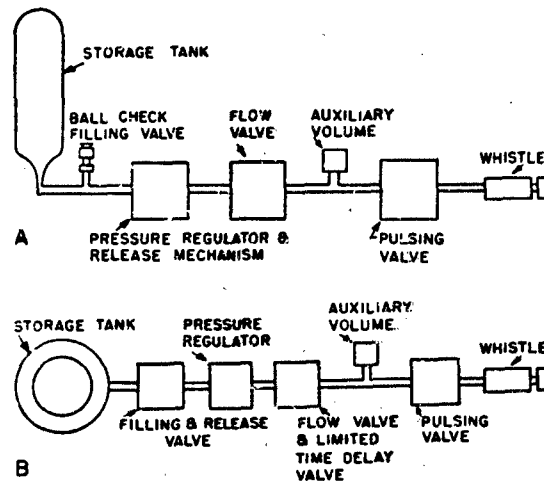 STORAGE TANK
BALL CHECK
FILLING VALVE
FLOW
VALVE
AUXILIARY
VOLUME
WHISTLE
A
PRESSURE REGULATOR &
RELEASE MECHANISM
PULSING
VALVE
STORAGE TANK
PRESSURE
REGULATOR
AUXILIARY
VOLUME
WHISTLE
FILLING & RELEASE
VALVE
FLOW VALVE
& LIMITED
TIME DELAY
VALVE
PULSING
VALVE
B